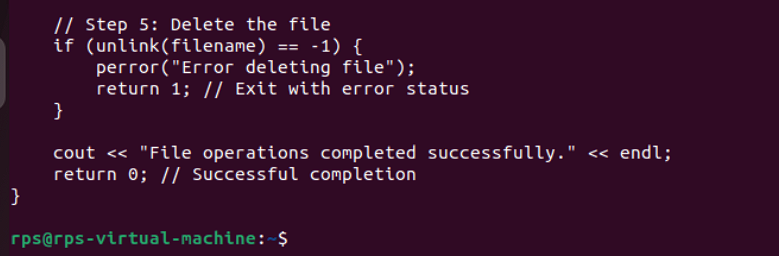 // Step 5: Delete the file
if (unlink(filename) == -1) {
perror("Error deleting file");
return 1; // Exit with error status
}
cout << "File operations completed successfully." << endl;
return 0; // Successful completion
}
rps@rps-virtual-machine:~$